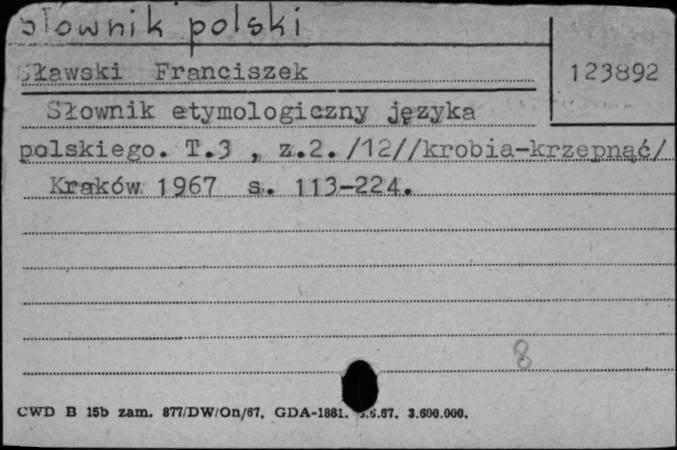 Słownik polski
Sławski Franciszek
123892
Słownik etymologiczny języka
polskiego. T.3 , z.2. /12//krobia-krzepnąć/
Kraków 1967 s. 113-224.
8
CWD B 15b zam. 877/DW/On/67. GDA-1881. .67. 3.600.000.